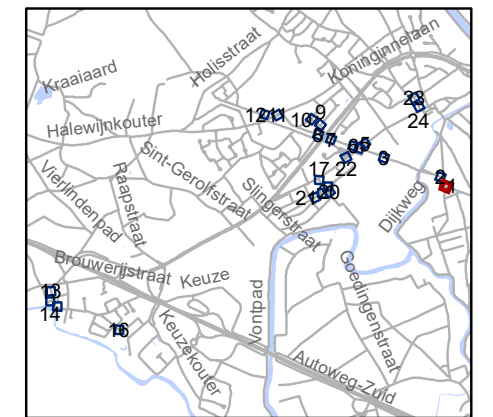 Koninginnelaan
Holisstraat
Kraaiaard
23
24
9
12
11
10
Halewijnkouter
8
7
6
5
3
22
Sint-Gerolfstraat
17
2
1
Vierlindenpad
Raapstraat
Slingerstraat
21
20
Dijkweg
Brouwerijstraat
Keuze
Goedingenstraat
Vontpad
13
14
16
Keuzekouter
Autoweg-Zuid